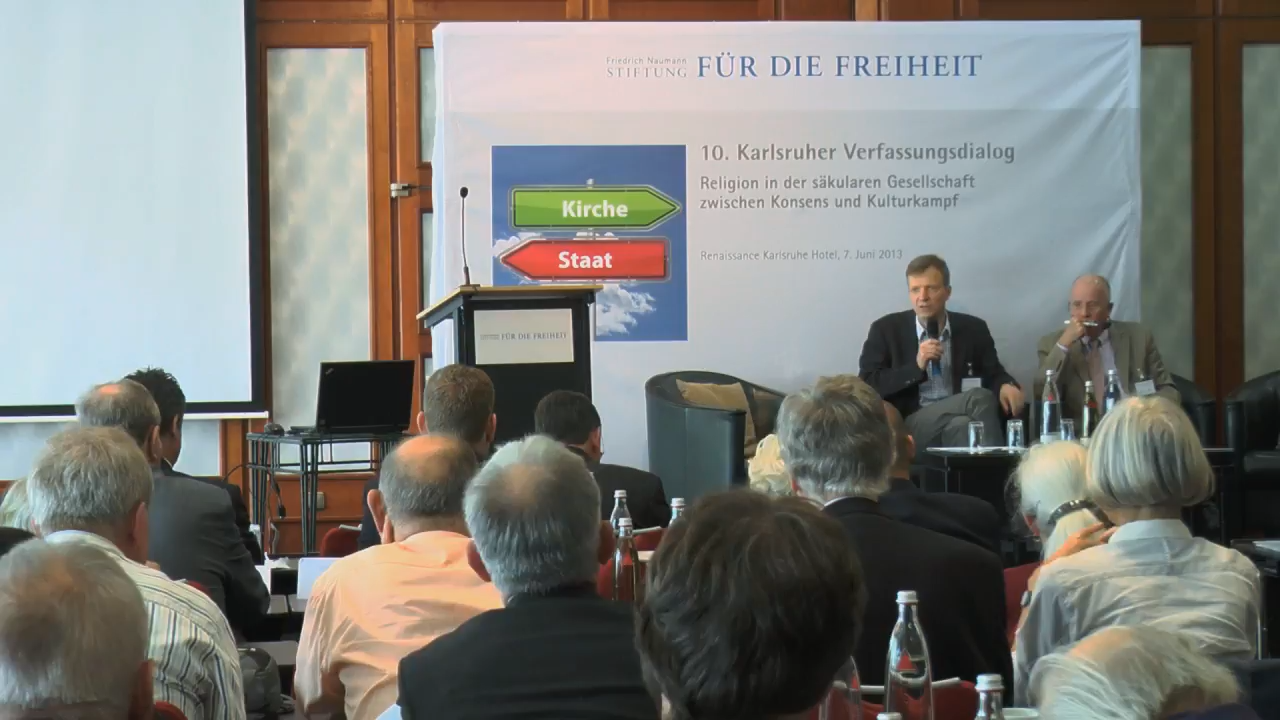 Friedrich Naumann
STIFTUNG FÜR DIE FREIHEIT
10. Karlsruher Verfassungsdialog
Religion in der säkularen Gesellschaft
zwischen Konsens und Kulturkampf
Kirche
Staat
Renaissance Karlsruhe Hotel, 7. Juni 2013
FÜR DIE FREIHEIT